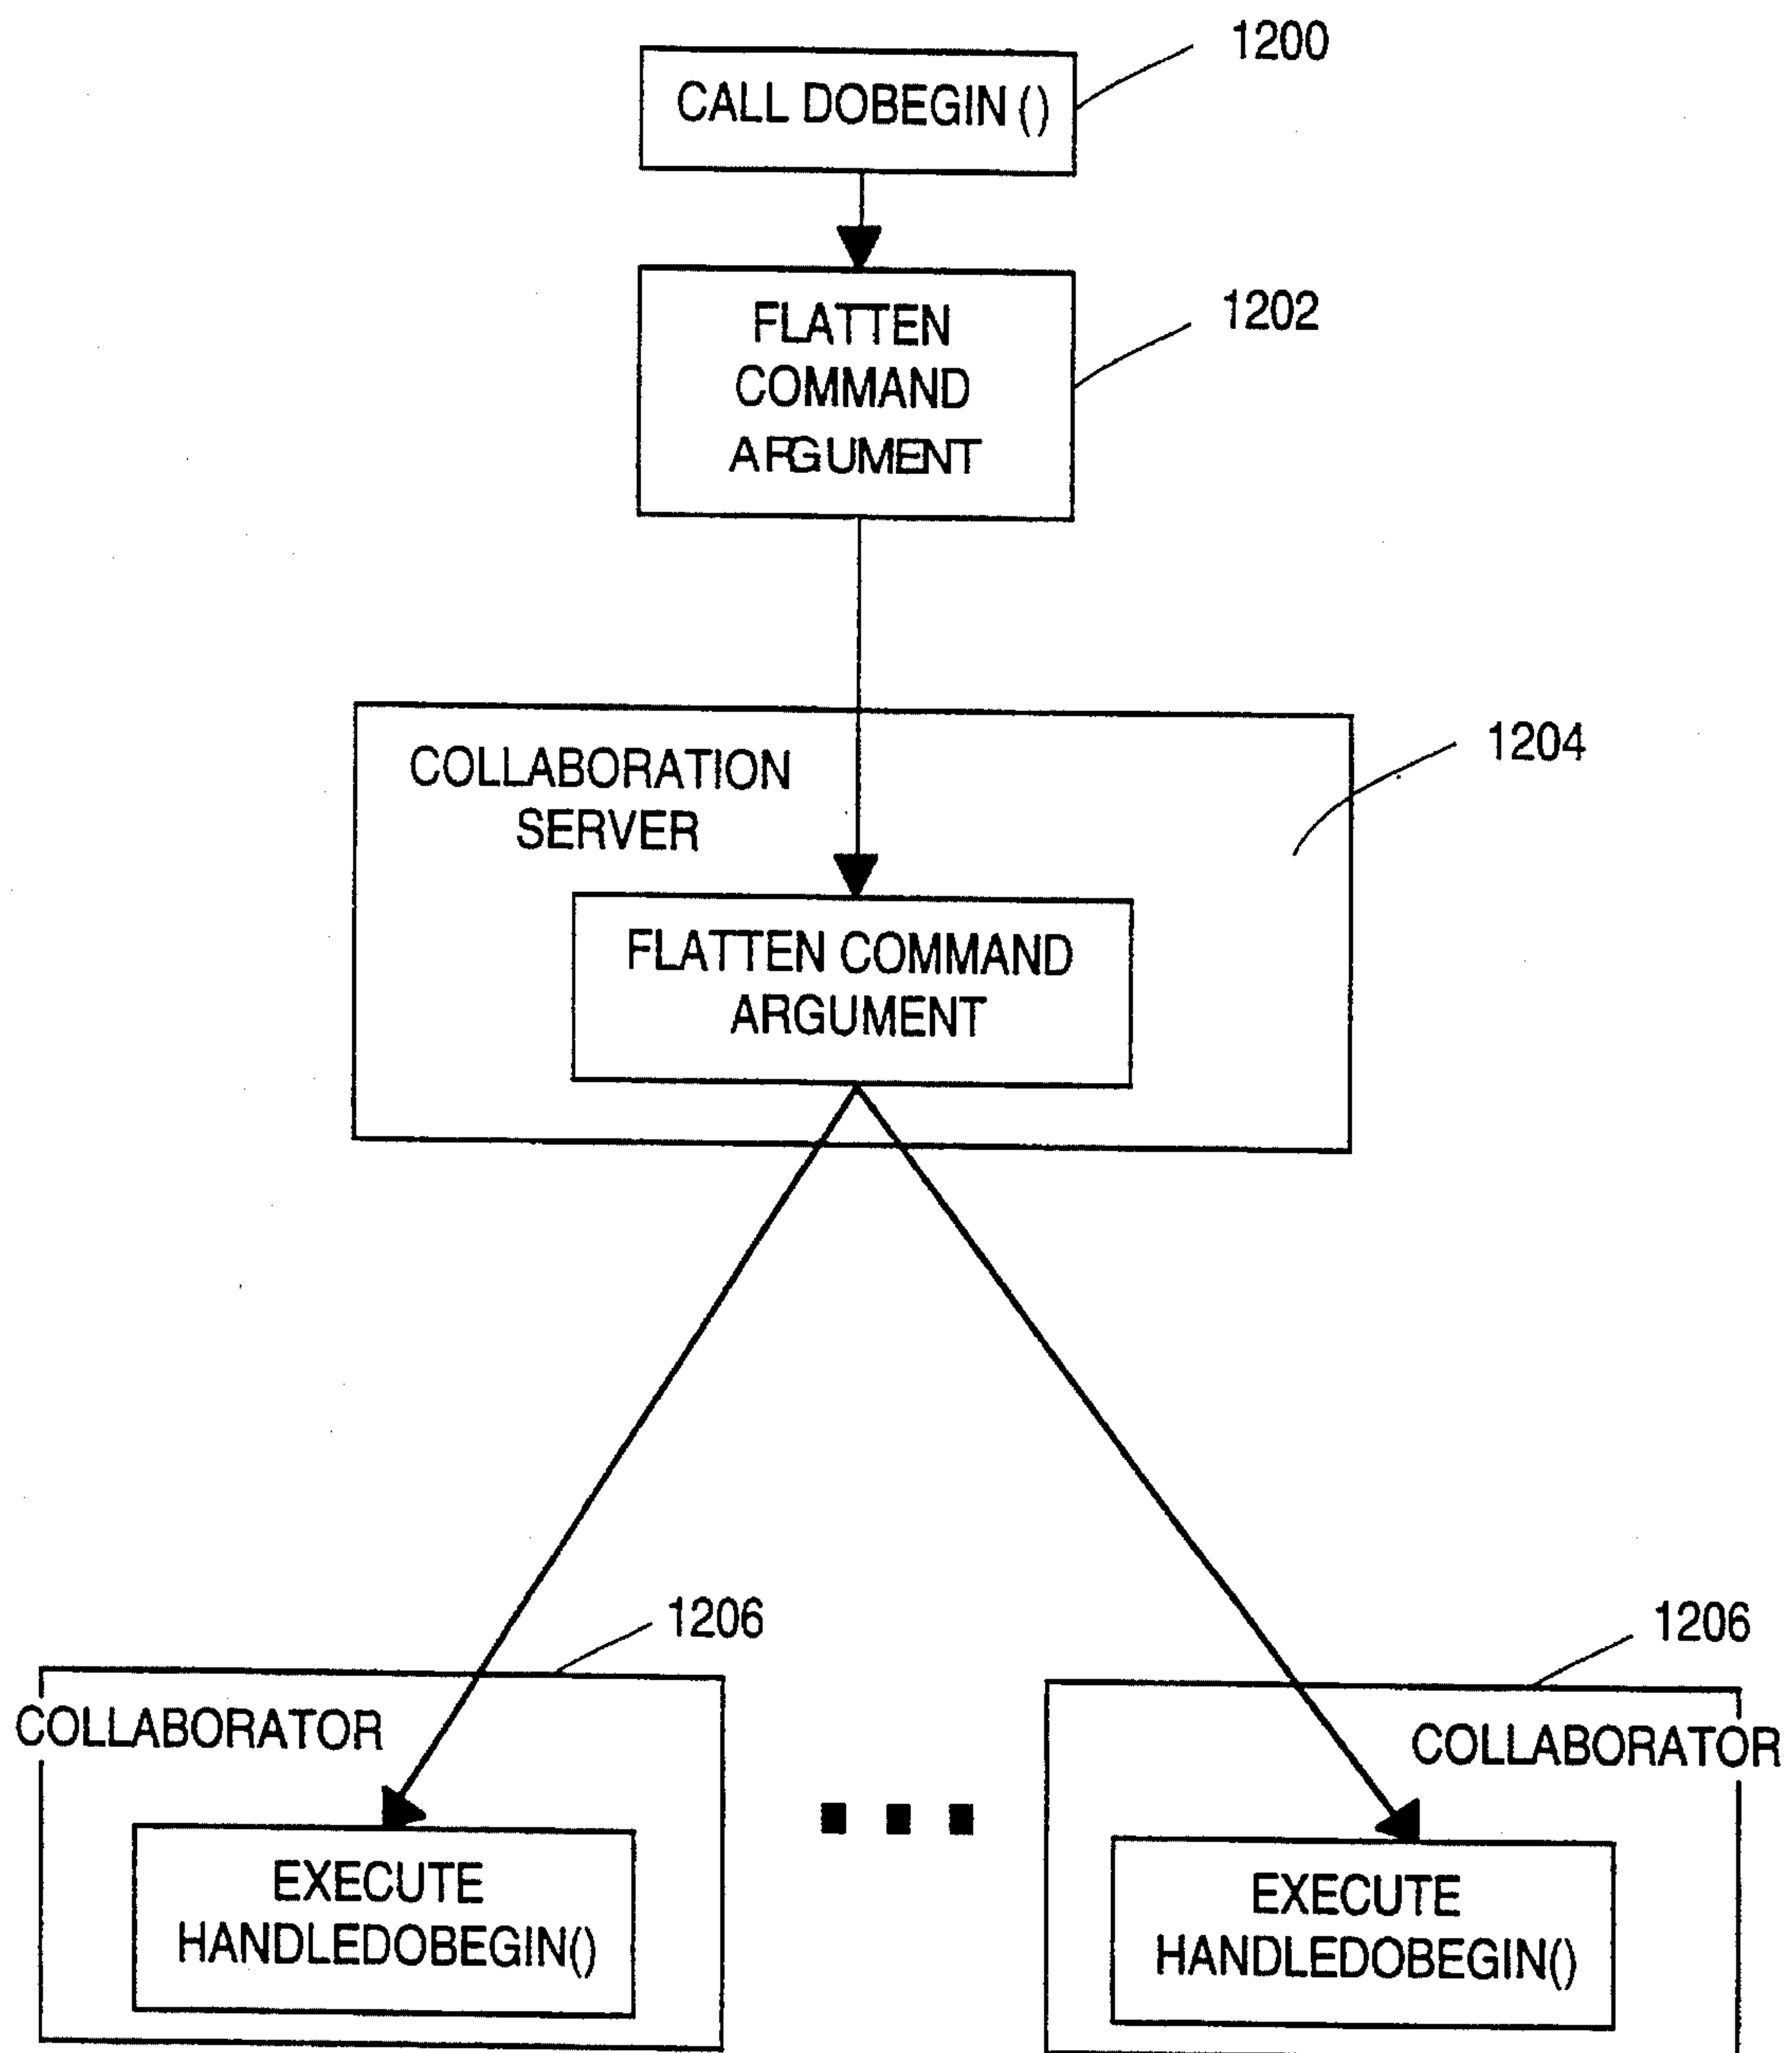 1200
CALL DOBEGIN ()
1202
FLATTEN
COMMAND
ARGUMENT
1204
COLLABORATION
SERVER
FLATTEN COMMAND
ARGUMENT
1206
1206
COLLABORATOR
COLLABORATOR
EXECUTE
HANDLEDOBEGIN()
EXECUTE
HANDLEDOBEGIN()